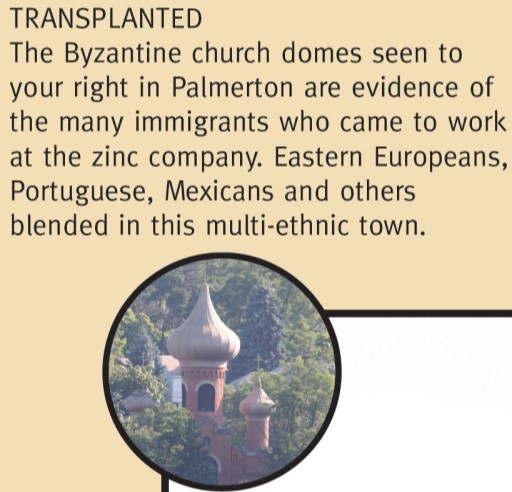 TRANSPLANTED
The Byzantine church domes seen to
your right in Palmerton are evidence of
the many immigrants who came to work
at the zinc company. Eastern Europeans,
Portuguese, Mexicans and others
blended in this multi-ethnic town.